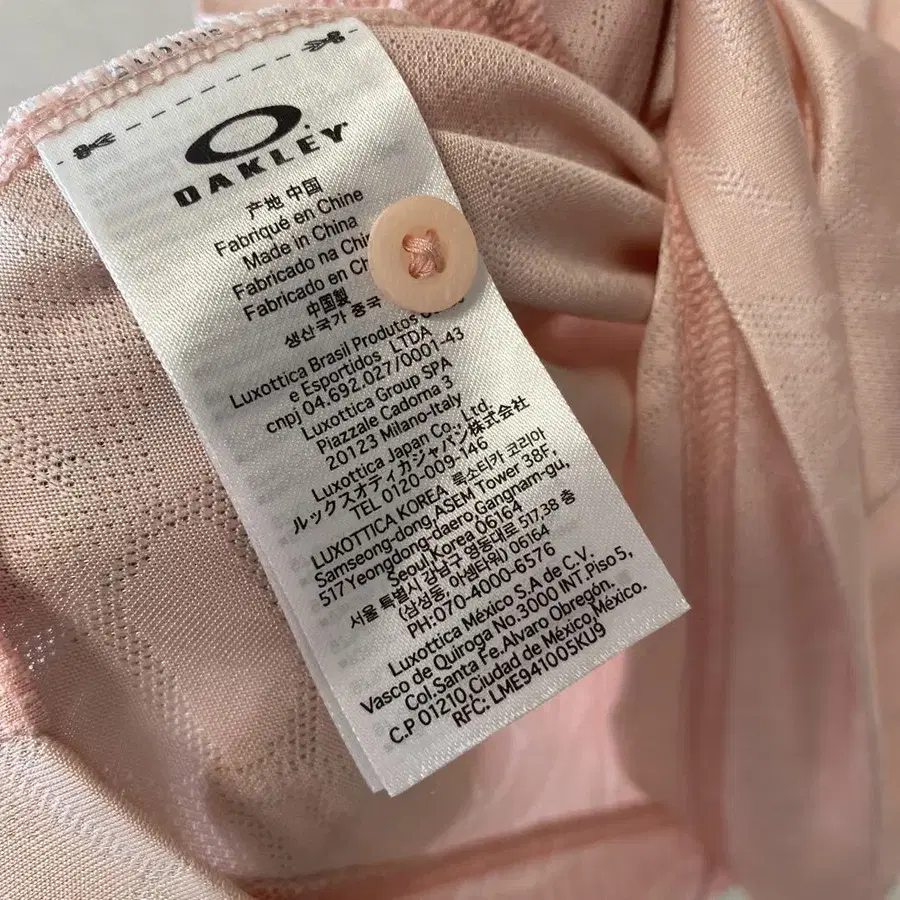 OAKLEY
产地 中国
Fabriqué en Chine
Made in China
Fabricado na
Fabricado en
中国製
생산국가 중국
Luxottica Brasil Produtos
e Esportidos LTDA
cnpj 04.692.027/0001-43
Luxottica Group SPA
Piazzale Cadorna 3
20123 Milano-Italy
Luxottica Japan Co., Ltd.
ルックスオティカジャパン株式会社
TEL 0120-009-146
LUXOTTICA KOREA 룩소티카 코리아
Samseong-dong,ASEM Tower 38F,
517 Yeongdong-daero,Gangnam-gu,
Seoul,Korea 06164
서울 특별시 강남구 영동대로 517,38 층
(삼성동, 아셈타워) 06164
PH:070-4000-6576
Luxottica México S.A de C.V.
Vasco de Quiroga No.3000 INT.Piso5,
Col.Santa Fe.Alvaro Obregón.
C.P 01210,Ciudad de México,México.
RFC: LME941005KU9